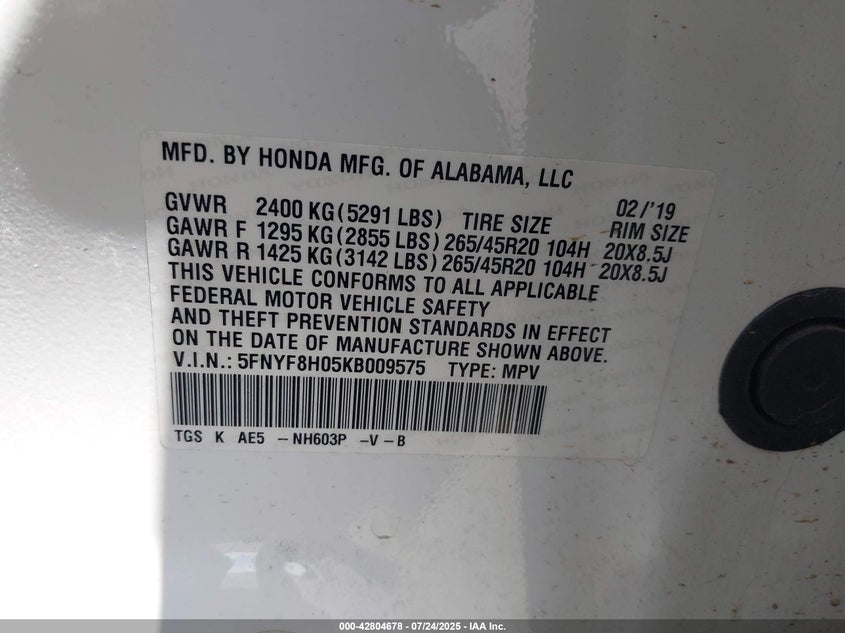 MFD. BY HONDA MFG. OF ALABAMA, LLC
GVWR 2400 KG(5291 LBS) TIRE SIZE 02/'19 RIM SIZE
GAWR F 1295 KG(2855 LBS) 265/45R20 104H 20X8.5J
GAWR R 1425 KG(3142 LBS) 265/45R20 104H 20X8.5J
THIS VEHICLE CONFORMS TO ALL APPLICABLE
FEDERAL MOTOR VEHICLE SAFETY
AND THEFT PREVENTION STANDARDS IN EFFECT
ON THE DATE OF MANUFACTURE SHOWN ABOVE.
V.I.N.: 5FNYF8H05KB009575 TYPE: MPV
TGS K AE5 -NH603P -V-B
000-42804678 - 07/24/2025 - IAA Inc.